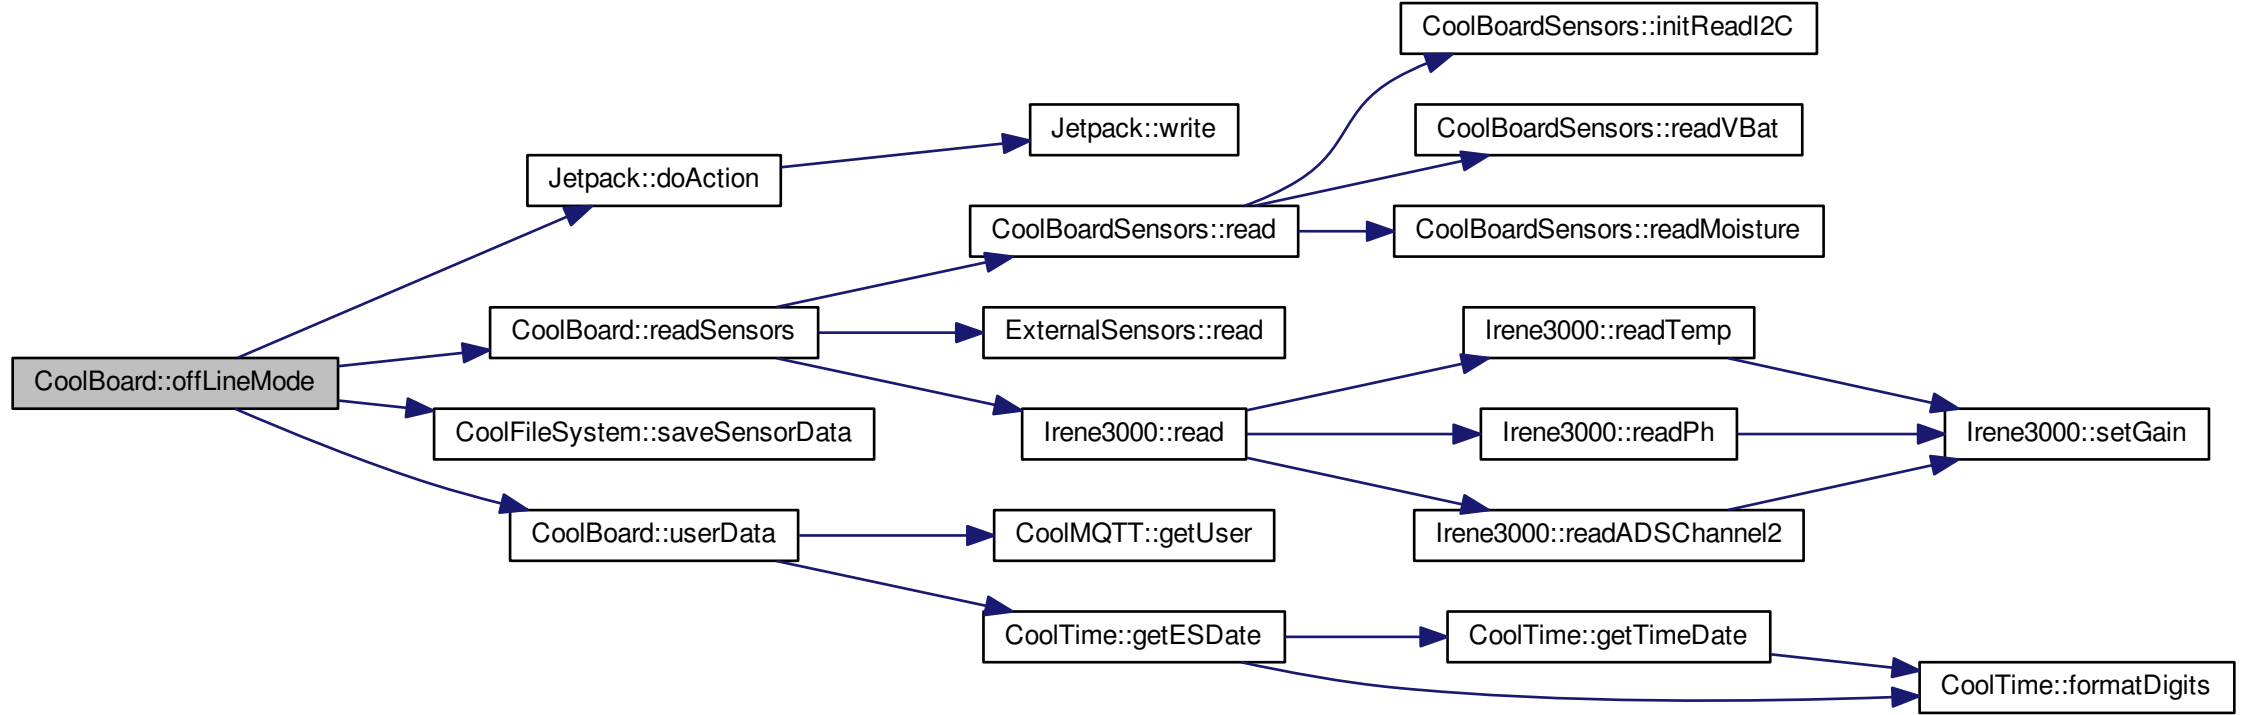 CoolBoardSensors::initReadI2C
Jetpack::write
CoolBoardSensors::readVBat
Jetpack::doAction
CoolBoardSensors::read
CoolBoardSensors::readMoisture
CoolBoard::readSensors
ExternalSensors::read
Irene3000::readTemp
CoolBoard::offLineMode
CoolFileSystem::saveSensorData
Irene3000::read
Irene3000::readPh
Irene3000::setGain
CoolBoard::userData
CoolMQTT::getUser
Irene3000::readADSChannel2
CoolTime::getESDate
CoolTime::getTimeDate
CoolTime::formatDigits